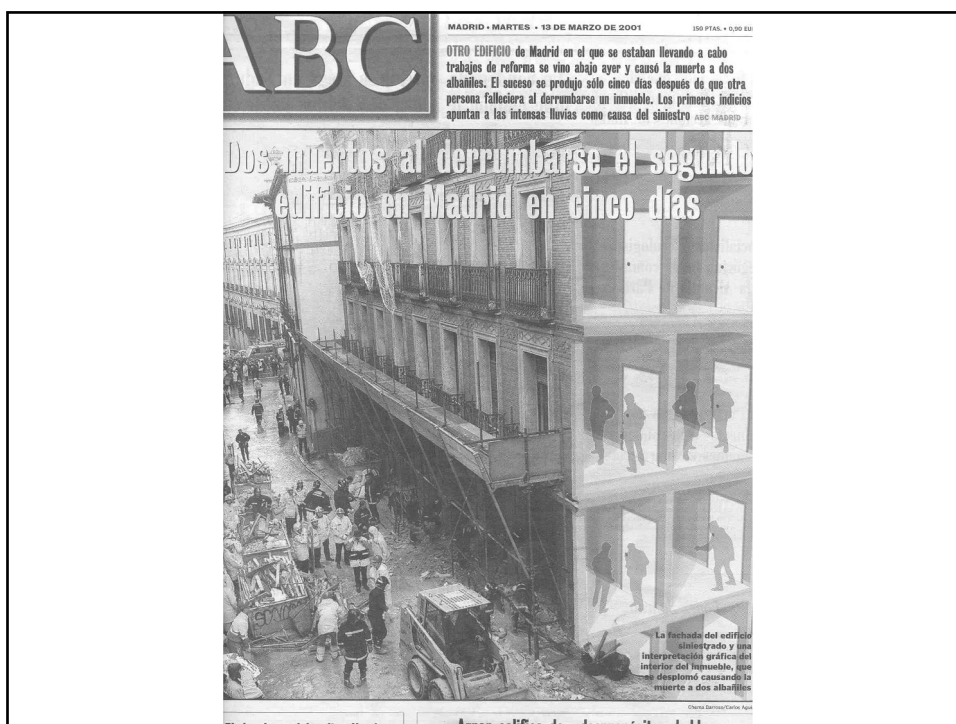 ABC
MADRID • MARTES • 13 DE MARZO DE 2001
150 PTAS. • 0,90 EU
OTRO EDIFICIO de Madrid en el que se estaban llevando a cabo
trabajos de reforma se vino abajo ayer y causó la muerte a dos
albañiles. El suceso se produjo sólo cinco días después de que otra
persona falleciera al derrumbarse un inmueble. Los primeros indicios
apuntan a las intensas lluvias como causa del siniestro ABC MADRID
Dos muertos al derrumbarse el segundo
edificio en Madrid en cinco días
La fachada del edificio
siniestrado y una
interpretación gráfica del
interior del inmueble, que
se desplomó causando la
muerte a dos albañiles